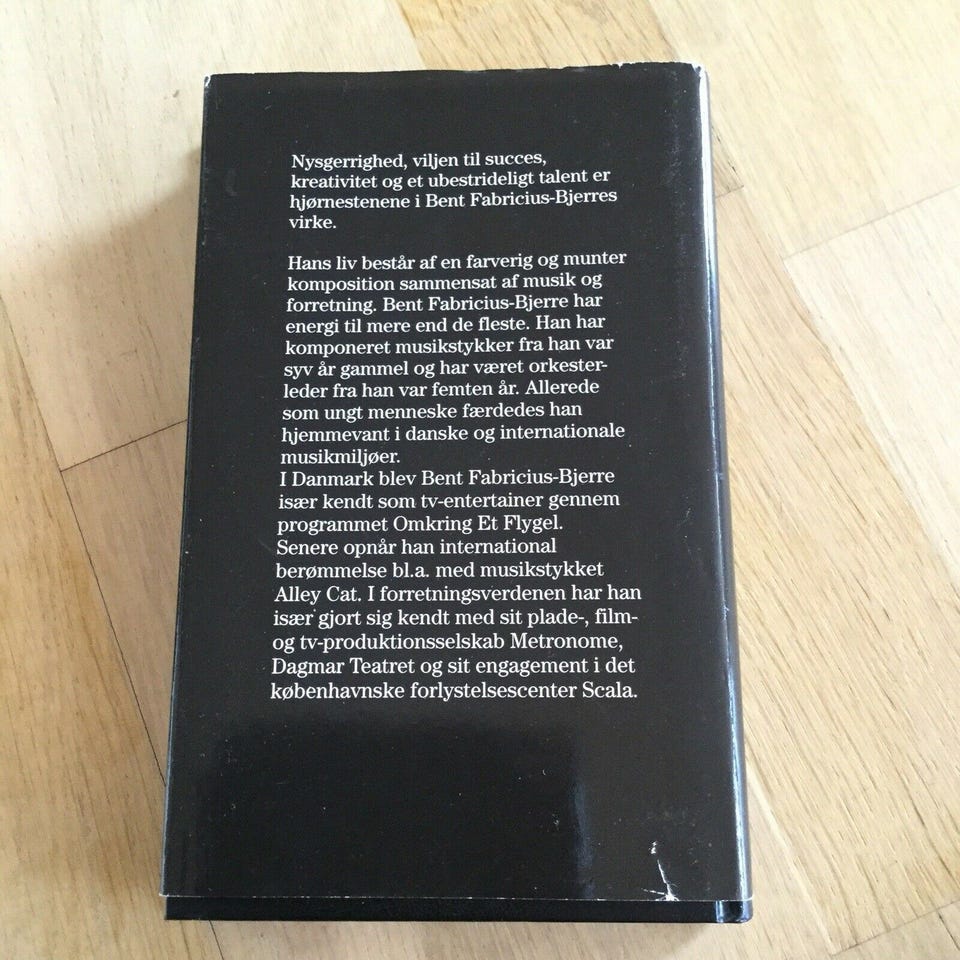 Nysgerrighed, viljen til succes,
kreativitet og et ubestrideligt talent er
hjørnestenene i Bent Fabricius-Bjerres
virke.
Hans liv består af en farverig og munter
komposition sammensat af musik og
forretning. Bent Fabricius-Bjerre har
energi til mere end de fleste. Han har
komponeret musikstykker fra han var
syv år gammel og har været orkester-
leder fra han var femten år. Allerede
som ungt menneske færdedes han
hjemmevant i danske og internationale
musikmiljøer.
I Danmark blev Bent Fabricius-Bjerre
især kendt som tv-entertainer gennem
programmet Omkring Et Flygel.
Senere opnår han international
berømmelse bl.a. med musikstykket
Alley Cat. I forretningsverdenen har han
især gjort sig kendt med sit plade-, film-
og tv-produktionsselskab Metronome,
Dagmar Teatret og sit engagement i det
københavnske forlystelsescenter Scala.